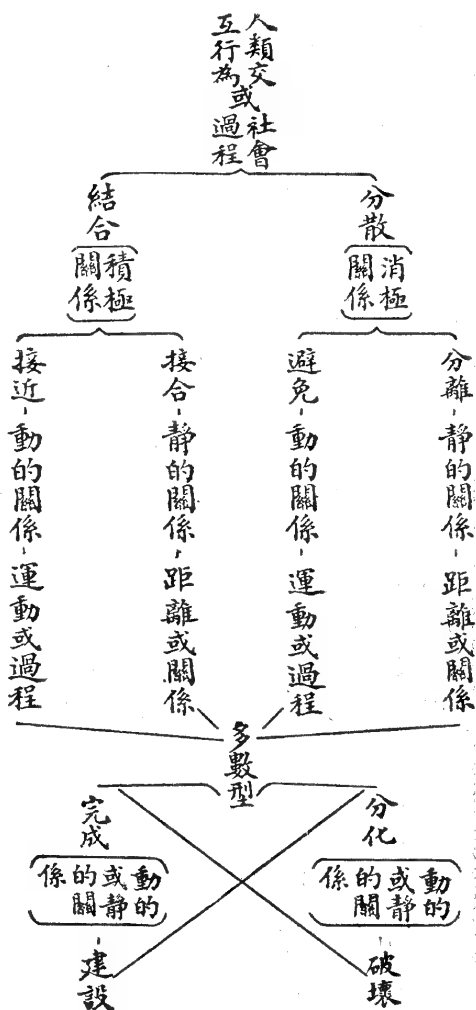 人類交
互行為
或
社會
過程
分散
消極
關係
結合
積極
關係
分離-靜的關係-距離或關係
避免-動的關係-運動或過程
接合-靜的關係-距離或關係
接近-動的關係-運動或過程
多數型
分化
動的
或靜
的關
係
破壞
完成
動的
或靜
的關
係
建設